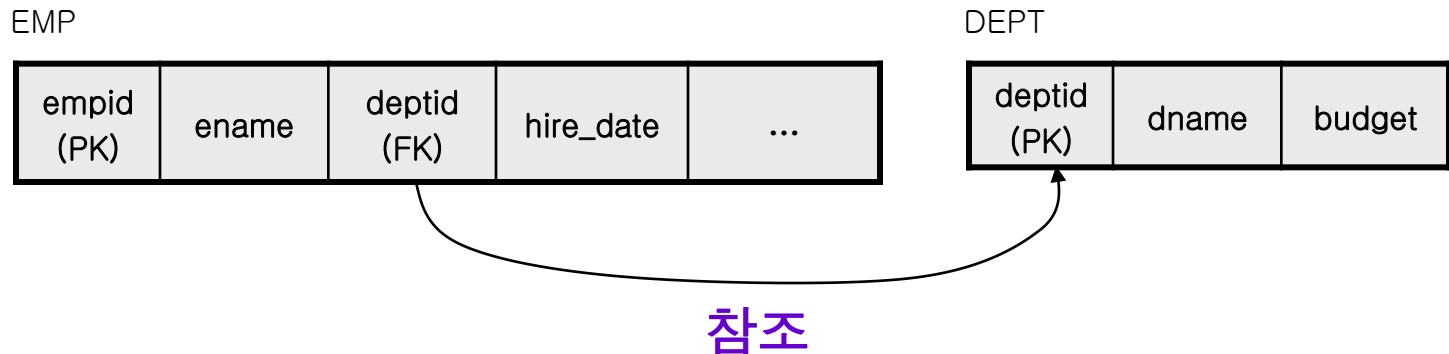 EMP
DEPT
empid
(PK)
ename
deptid
(FK)
hire_date
...
deptid
(PK)
dname
budget
참조